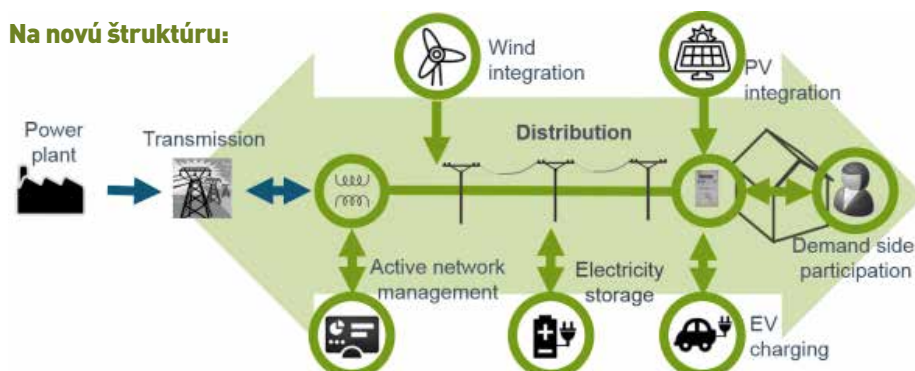 Na novú štruktúru:
Wind
integration
PV
integration
Power
plant
Transmission
Distribution
Active network
management
Electricity
storage
EV
charging
Demand side
participation